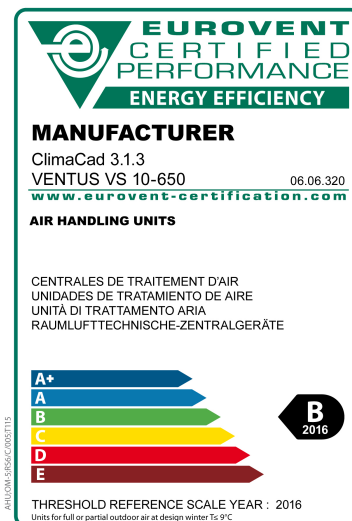 EUROVENT
CERTIFIED
PERFORMANCE
ENERGY EFFICIENCY
MANUFACTURER
ClimaCad 3.1.3
VENTUS VS 10-650 06.06.320
www.eurovent-certification.com
AIR HANDLING UNITS
CENTRALES DE TRAITEMENT D'AIR
UNIDADES DE TRATAMIENTO DE AIRE
UNITÀ DI TRATTAMENTO ARIA
RAUMLUFTTECHNISCHE-ZENTRALGERÄTE
A+
A
B
C
D
E
B
2016
AHU,OM-5;RS6/C/005;T115
THRESHOLD REFERENCE SCALE YEAR : 2016
Units for full or partial outdoor air at design winter T≤ 9°C